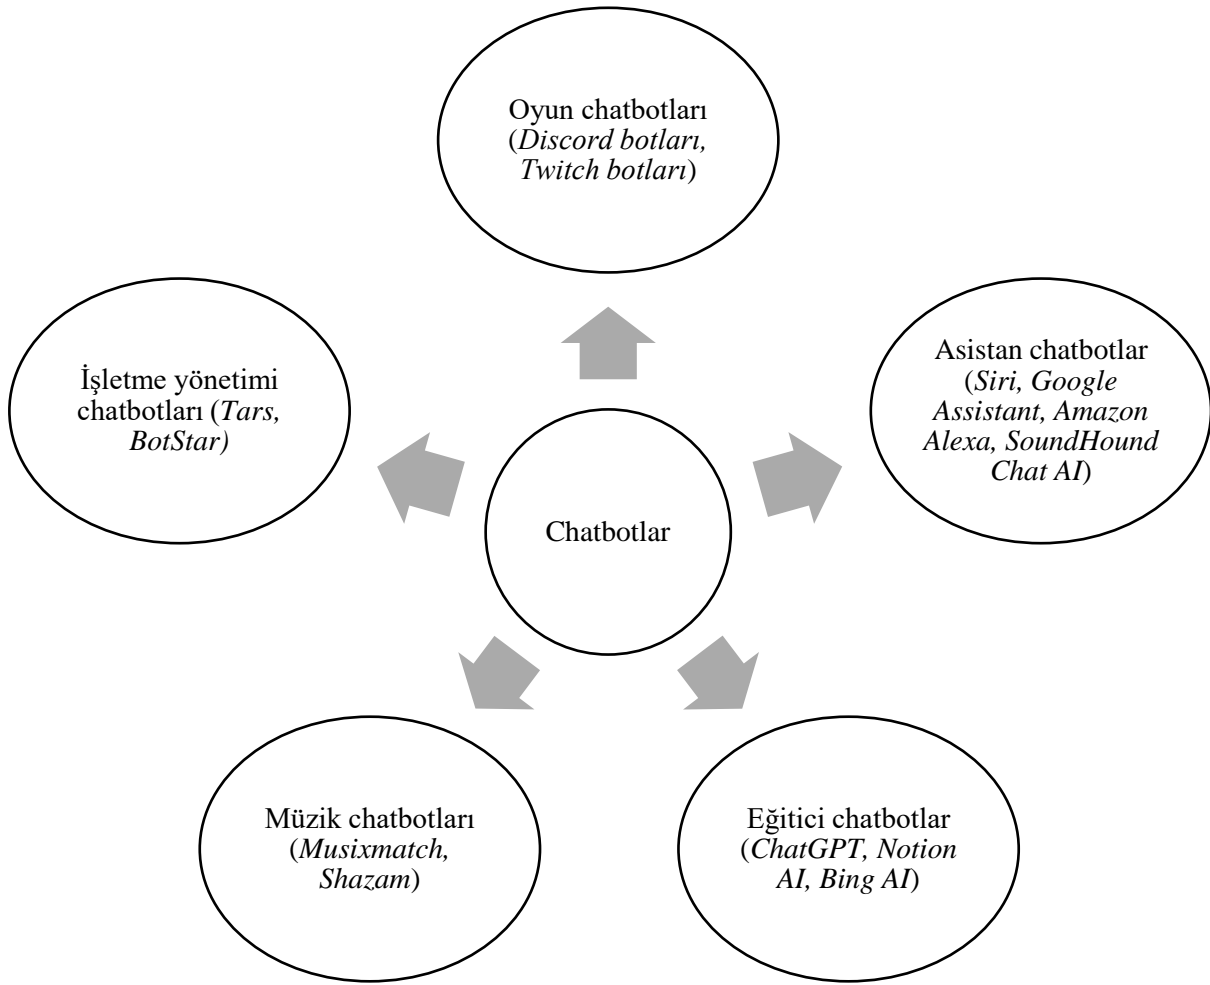 Oyun chatbotları
(Discord botları,
Twitch botları)
İşletme yönetimi
chatbotları (Tars,
BotStar)
Asistan chatbotlar
(Siri, Google
Assistant, Amazon
Alexa, SoundHound
Chat AI)
Chatbotlar
Müzik chatbotları
(Musixmatch,
Shazam)
Eğitici chatbotlar
(ChatGPT, Notion
AI, Bing AI)